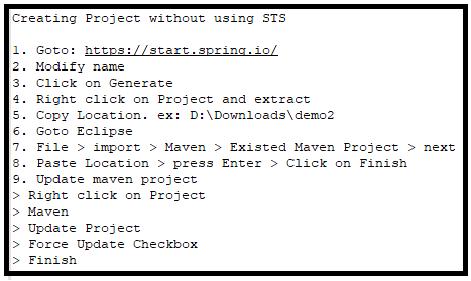 Creating Project without using STS
1. Goto: https://start.spring.io/
2. Modify name
3. Click on Generate
4. Right click on Project and extract
5. Copy Location. ex: D:\Downloads\demo2
6. Goto Eclipse
7. File > import > Maven > Existed Maven Project > next
8. Paste Location > press Enter > Click on Finish
9. Update maven project
> Right click on Project
> Maven
> Update Project
> Force Update Checkbox
> Finish